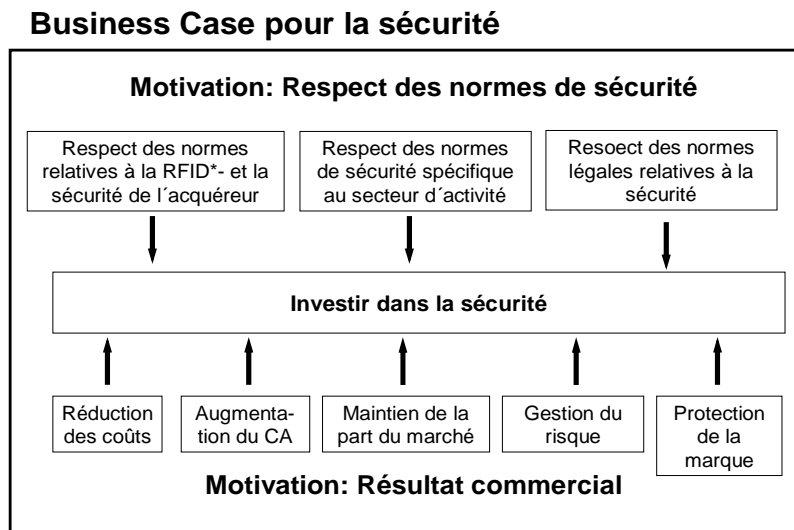 Business Case pour la sécurité
Motivation: Respect des normes de sécurité
Respect des normes
relatives à la RFID*- et la
sécurité de l´acquéreur
Respect des normes
de sécurité spécifique
au secteur d´activité
Resoect des normes
légales relatives à la
sécurité
Investir dans la sécurité
Réduction
des coûts
Augmenta-
tion du CA
Maintien de la
part du marché
Gestion du
risque
Protection
de la
marque
Motivation: Résultat commercial